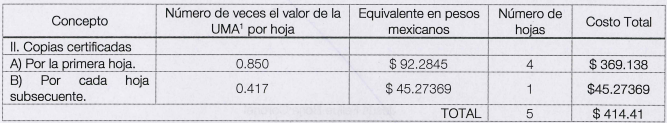 Concepto Número de veces el valor de la UMA¹ por hoja Equivalente en pesos mexicanos Número de hojas Costo Total
II. Copias certificadas
A) Por la primera hoja. 0.850 $ 92.2845 4 $ 369.138
B) Por cada hoja subsecuente. 0.417 $ 45.27369 1 $45.27369
TOTAL 5 $ 414.41